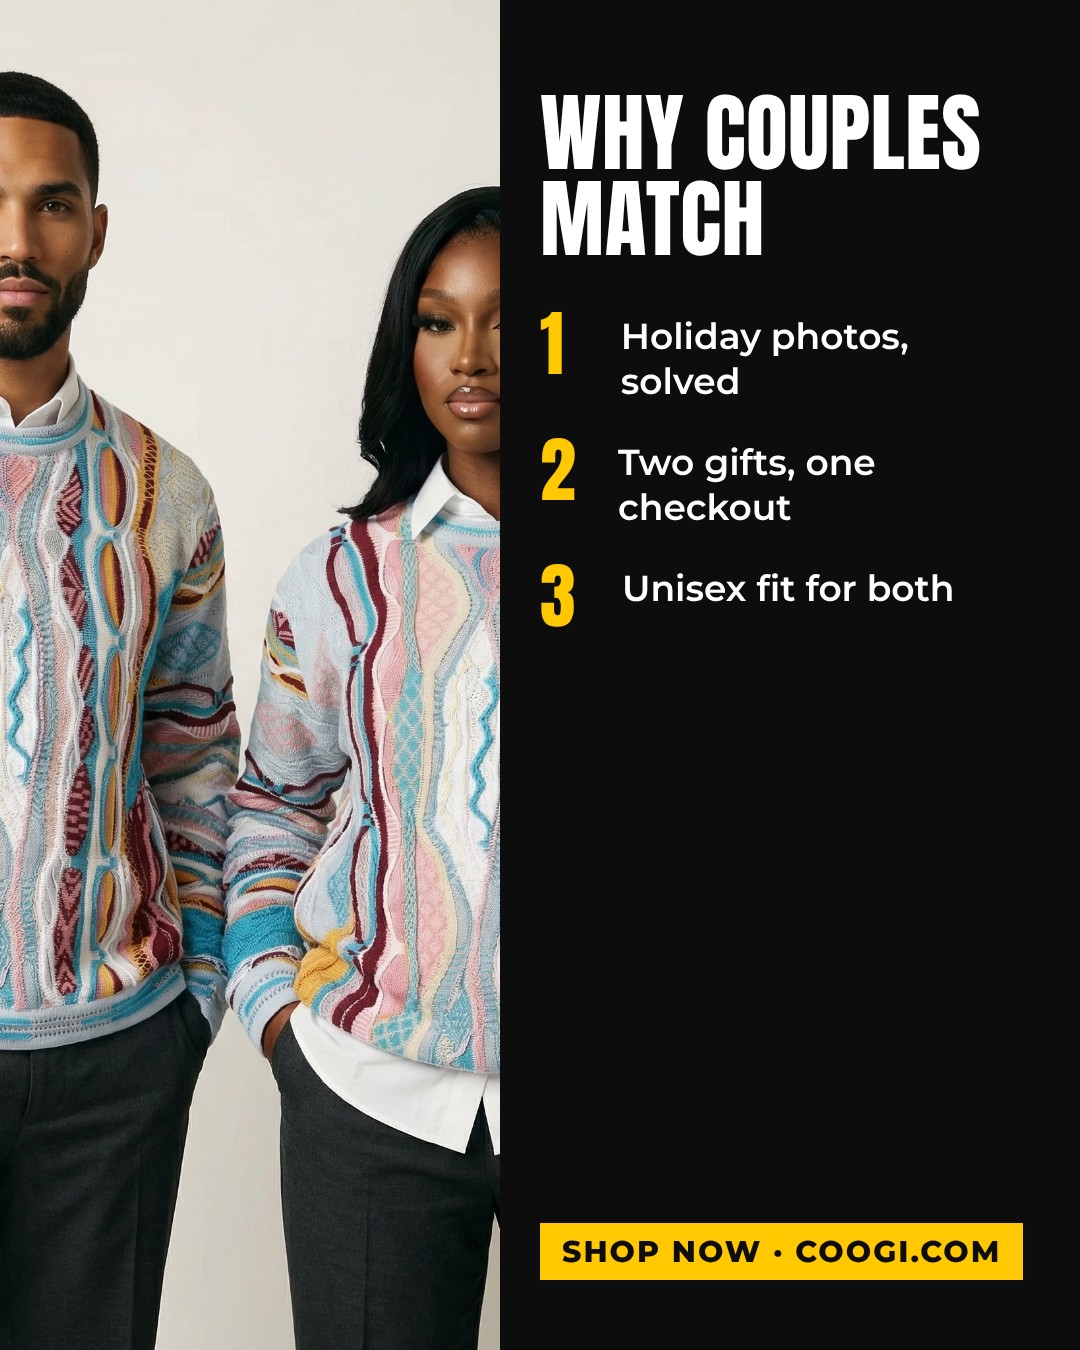 WHY COUPLES
MATCH
1 Holiday photos,
solved
2 Two gifts, one
checkout
3 Unisex fit for both
SHOP NOW · COOGI.COM